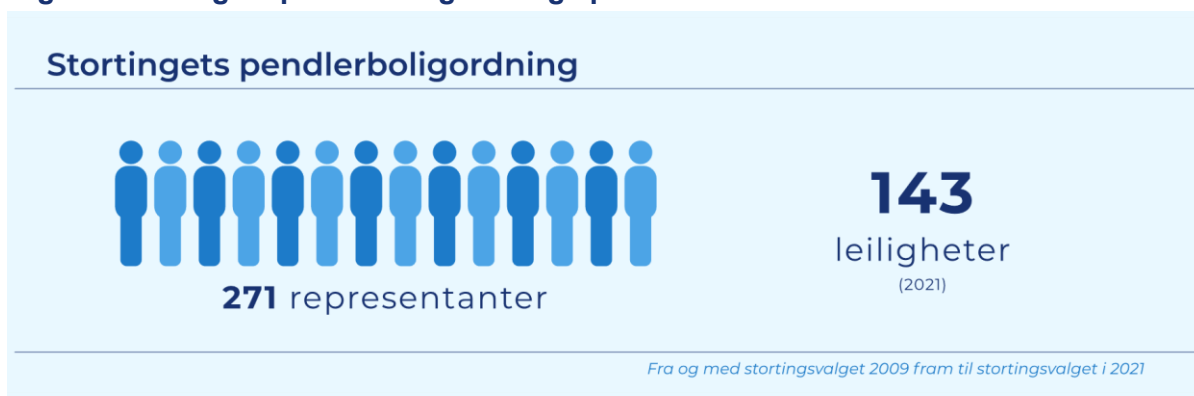 Stortingets pendlerboligordning
271 representanter
143
leiligheter
(2021)
Fra og med stortingsvalget 2009 fram til stortingsvalget i 2021